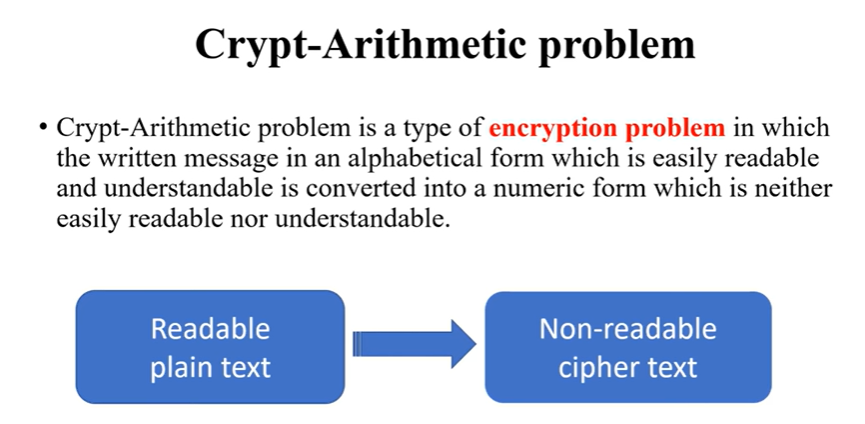 Crypt-Arithmetic problem
• Crypt-Arithmetic problem is a type of encryption problem in which
the written message in an alphabetical form which is easily readable
and understandable is converted into a numeric form which is neither
easily readable nor understandable.
Readable
plain text
Non-readable
cipher text